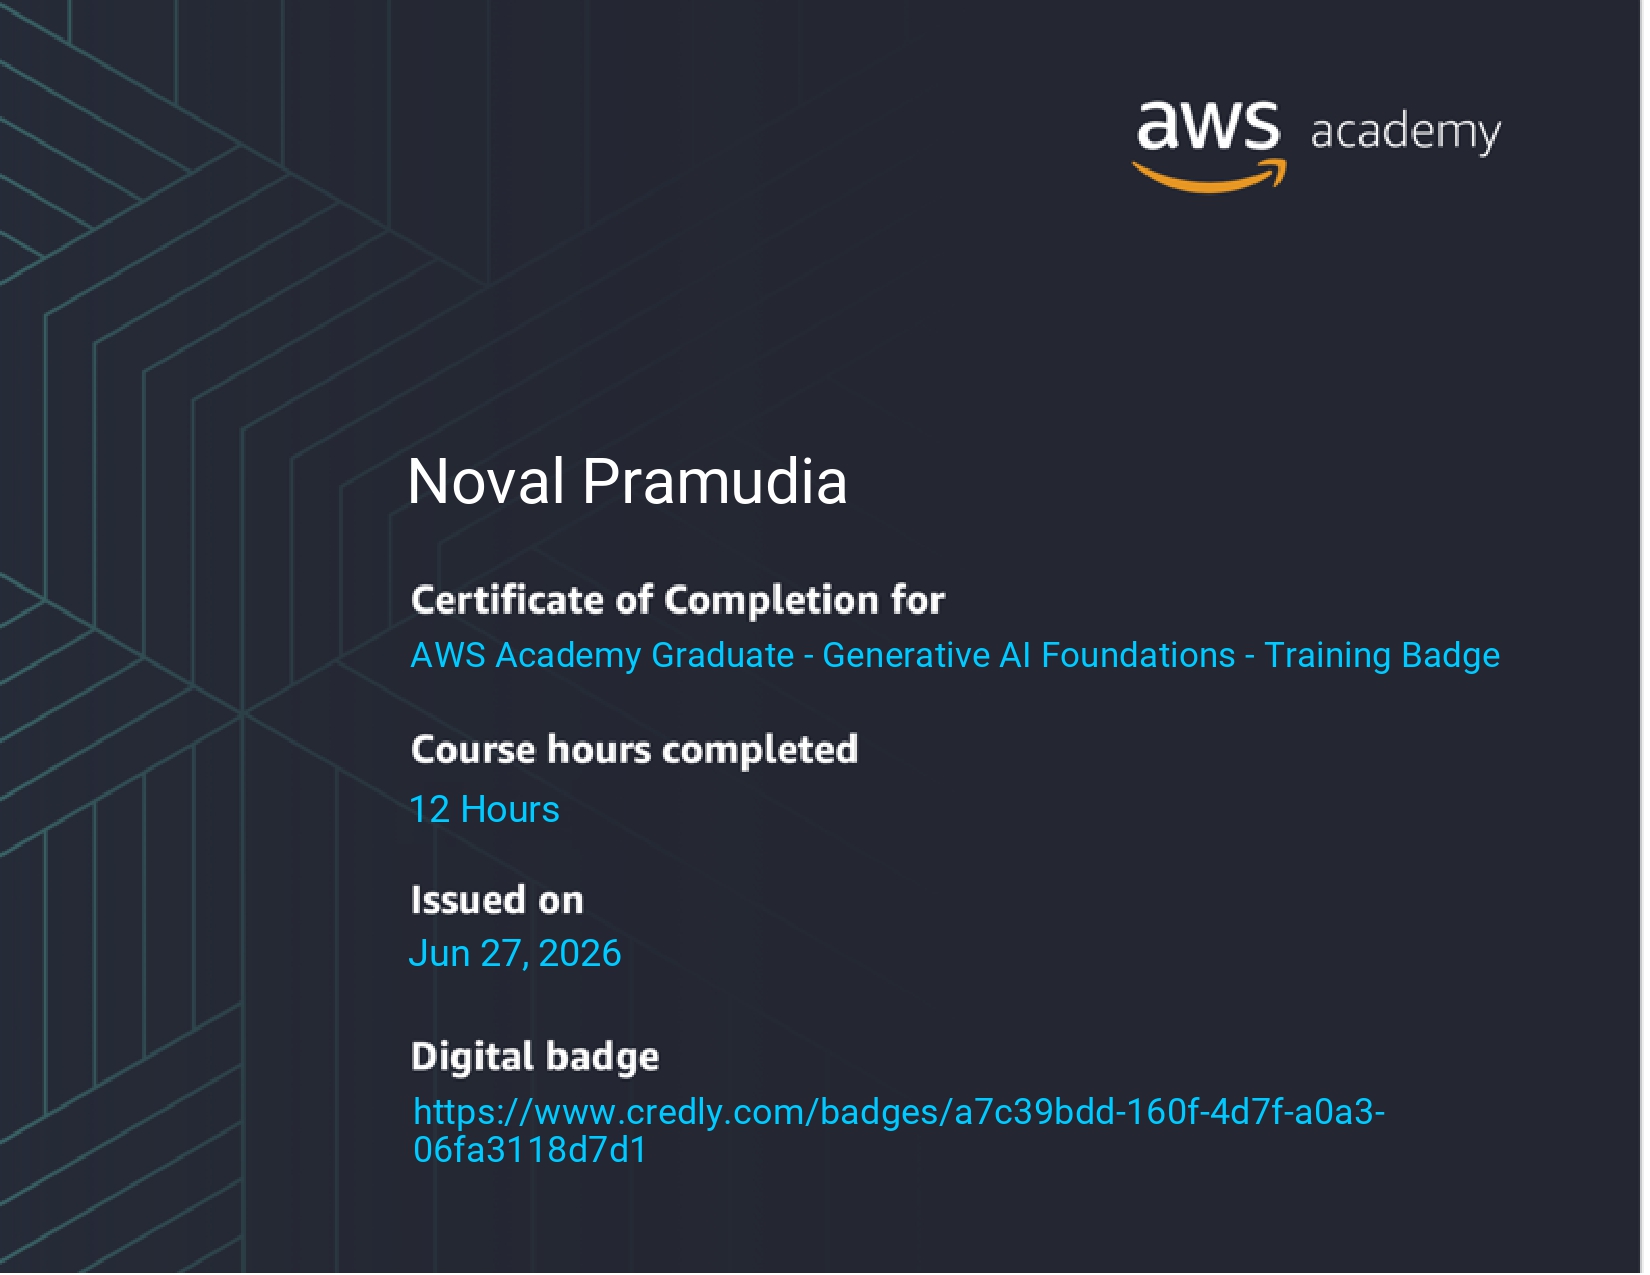 aws academy
Noval Pramudia
Certificate of Completion for
AWS Academy Graduate - Generative AI Foundations - Training Badge
Course hours completed
12 Hours
Issued on
Jun 27, 2026
Digital badge
https://www.credly.com/badges/a7c39bdd-160f-4d7f-a0a3-
06fa3118d7d1